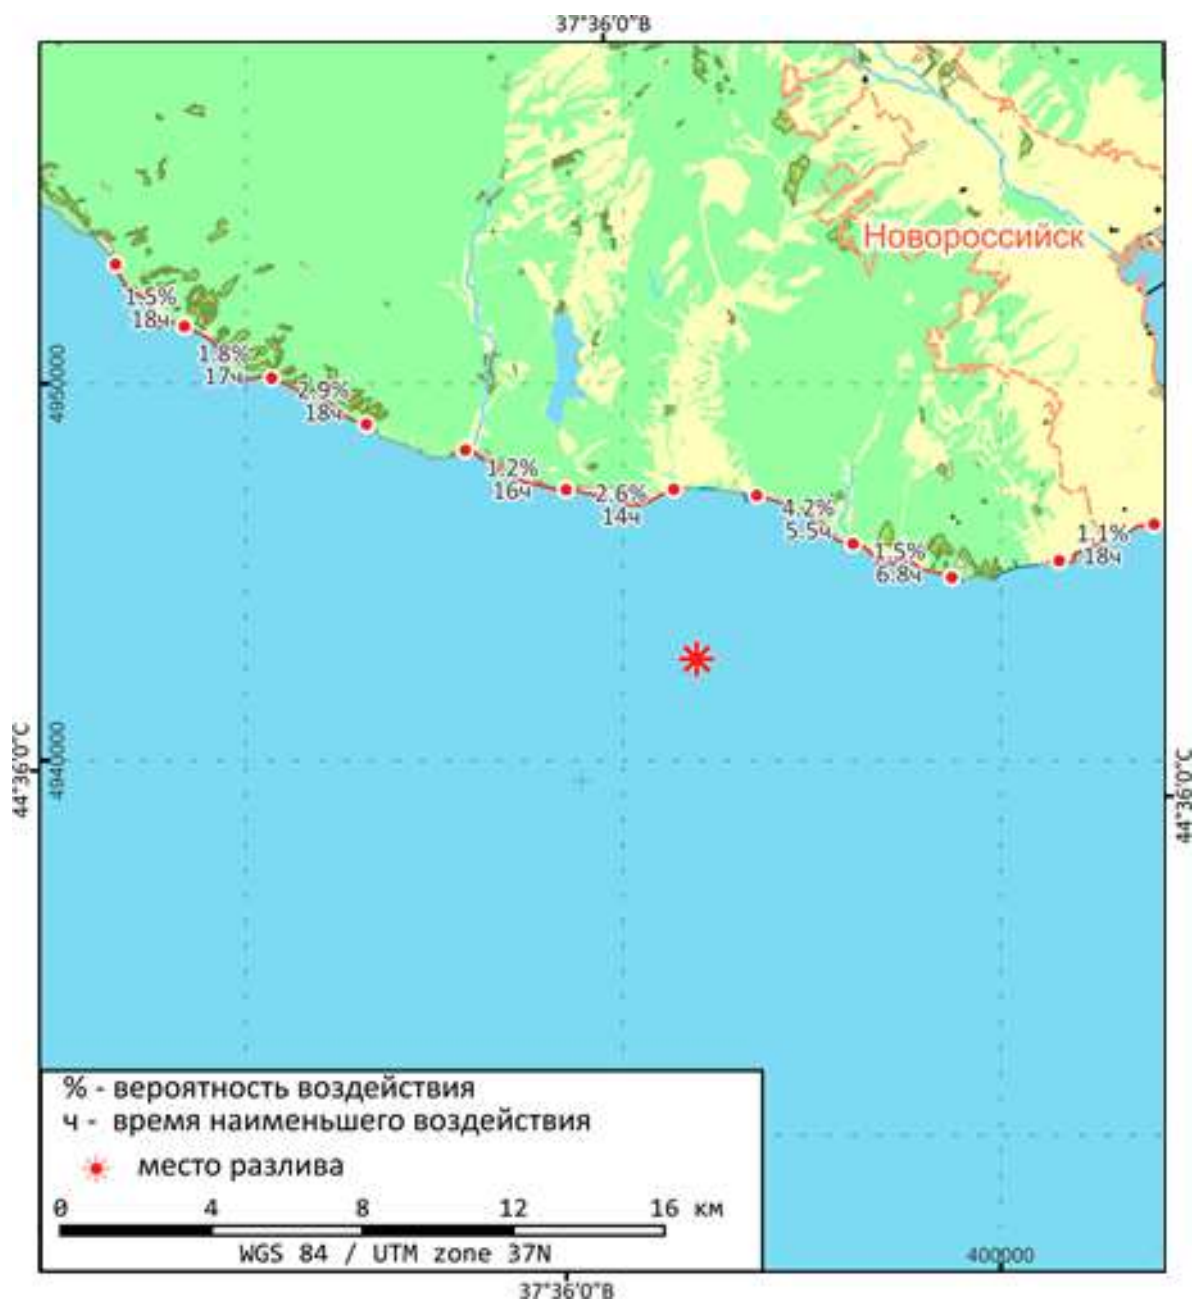 37°36'0"В
Новороссийск
1.5%
18ч
1.8%
17ч
2.9%
18ч
4950000
1.2%
16ч
2.6%
14ч
4.2%
5.5ч
1.5%
6.8ч
1.1%
18ч
44°36'0"С
4940000
44°36'0"С
% - вероятность воздействия
ч - время наименьшего воздействия
место разлива
0 4 8 12 16 км
WGS 84 / UTM zone 37N
400000
37°36'0"В